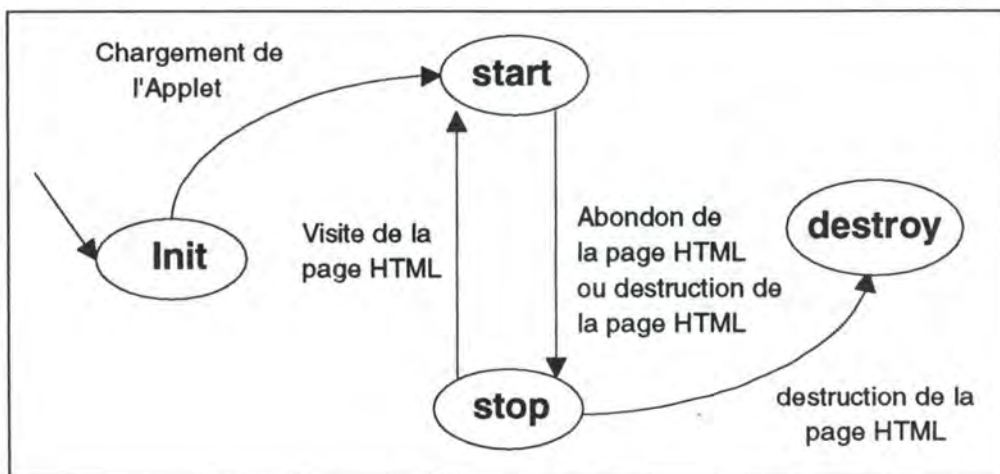 Chargement de
l'Applet
start
Init
Visite de la
page HTML
Abondon de
la page HTML
ou destruction de
la page HTML
destroy
stop
destruction de la
page HTML